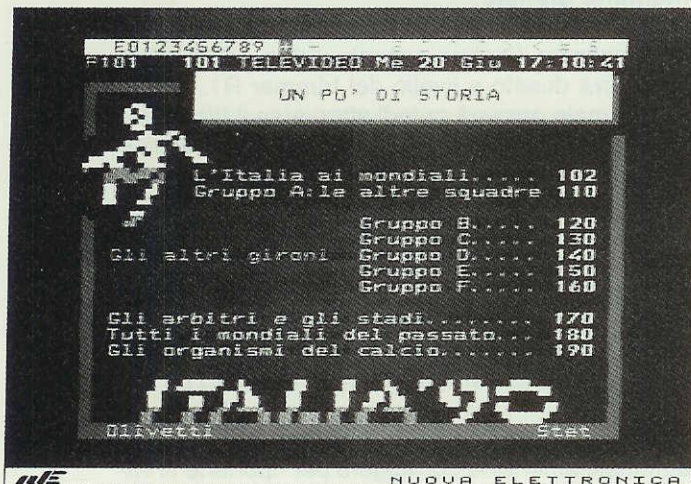 E0123456789
P101 101 TELEVIDEO Me 20 Giu 17:10:41
UN PO' DI STORIA
L'Italia ai mondiali..... 102
Gruppo A:le altre squadre 110
Gruppo B..... 120
Gruppo C..... 130
Gli altri gironi Gruppo D..... 140
Gruppo E..... 150
Gruppo F..... 160
Gli arbitri e gli stadi........ 170
Tutti i mondiali del passato... 180
Gli organismi del calcio....... 190
ITALIA'90
Olivetti Stet
NUOVA ELETTRONICA